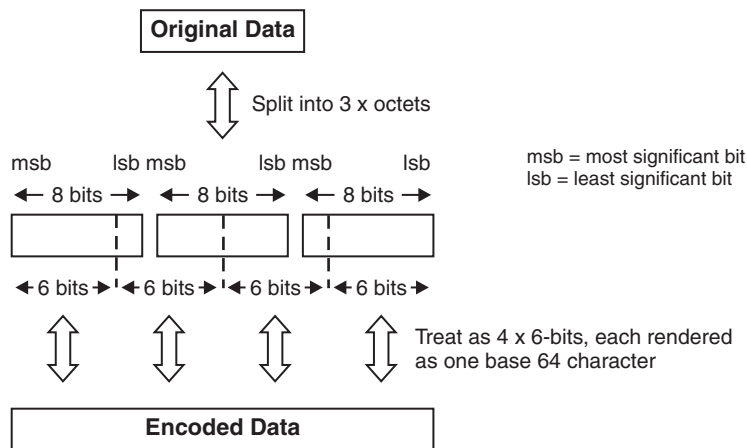 Original Data
Split into 3 x octets
msb lsb msb lsb msb lsb
msb = most significant bit
lsb = least significant bit
8 bits 8 bits 8 bits
6 bits 6 bits 6 bits 6 bits
Treat as 4 x 6-bits, each rendered
as one base 64 character
Encoded Data